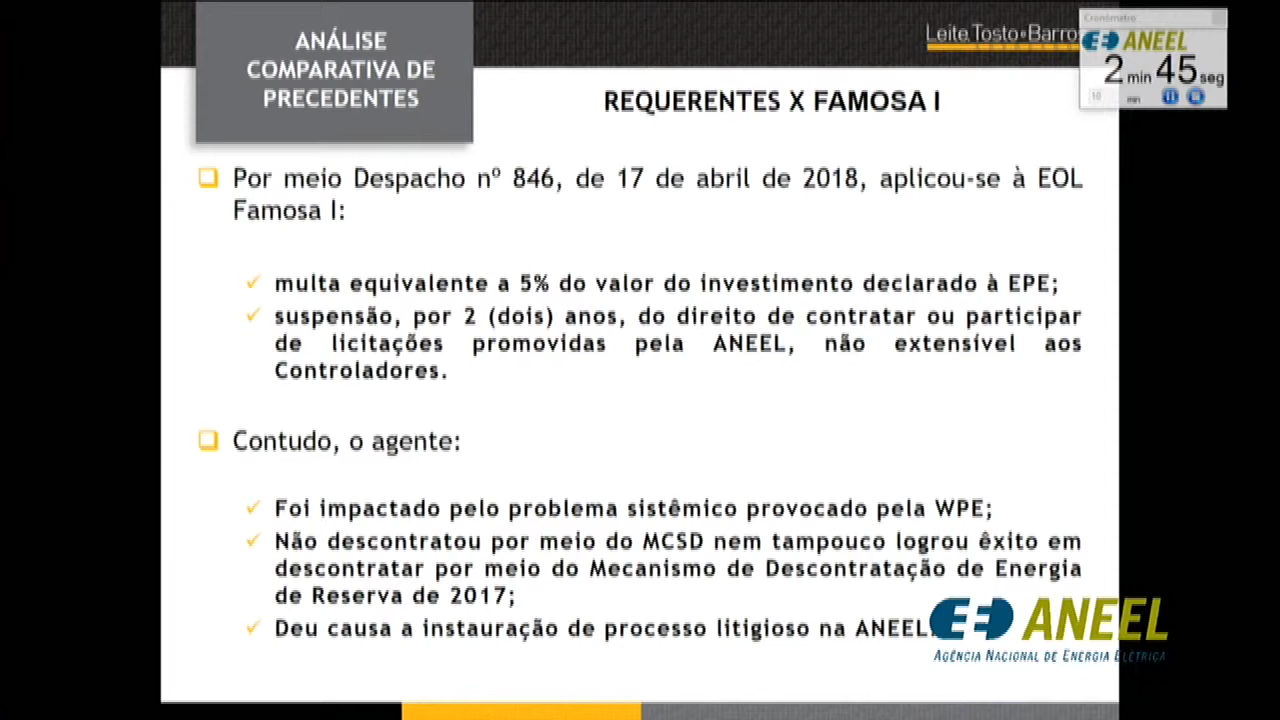 ANÁLISE
COMPARATIVA DE
PRECEDENTES
Leite,Tosto e Barros
Cronômetro
ANEEL
2 min 45 seg
10 min
REQUERENTES X FAMOSA I
Por meio Despacho nº 846, de 17 de abril de 2018, aplicou-se à EOL
Famosa I:
multa equivalente a 5% do valor do investimento declarado à EPE;
suspensão, por 2 (dois) anos, do direito de contratar ou participar
de licitações promovidas pela ANEEL, não extensível aos
Controladores.
Contudo, o agente:
Foi impactado pelo problema sistêmico provocado pela WPE;
Não descontratou por meio do MCSD nem tampouco logrou êxito em
descontratar por meio do Mecanismo de Descontratação de Energia
de Reserva de 2017;
Deu causa a instauração de processo litigioso na ANEEL.
ANEEL
AGÊNCIA NACIONAL DE ENERGIA ELÉTRICA